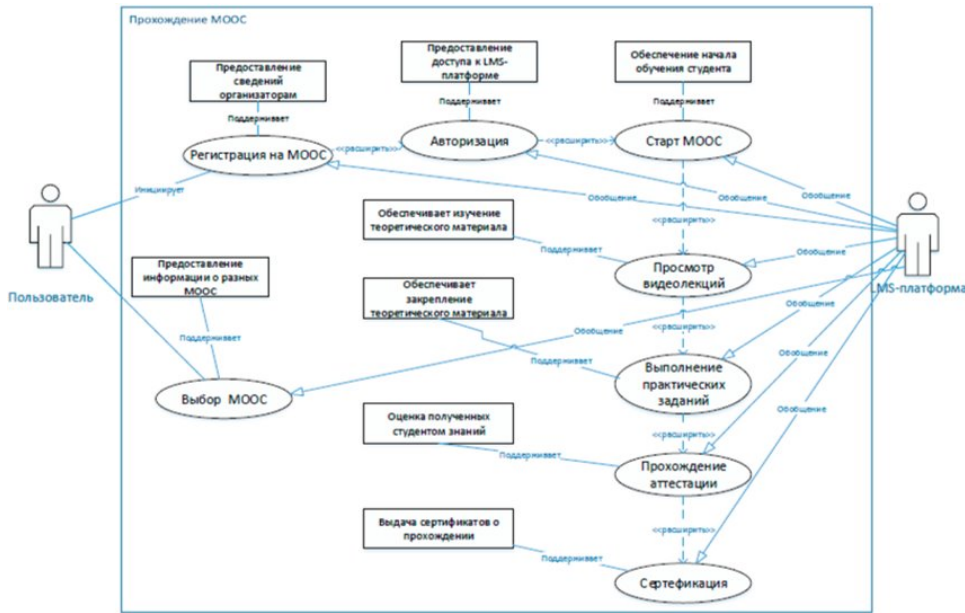 Прохождение МООС
Предоставление
сведений
организаторам
Предоставление
доступа к LMS-
платформе
Обеспечение начала
обучения студента
Поддерживает
Поддерживает
Поддерживает
Регистрация на МООС
«расширить»
Авторизация
«расширить»
Старт МООС
Инициирует
Обобщение
Обобщение
Обобщение
Обеспечивает изучение
теоретического материала
«расширить»
Поддерживает
Обобщение
Просмотр
видеолекций
Пользователь
LMS-платформа
Предоставление
информации о разных
МООС
Обеспечивает
закрепление
теоретического материала
«расширить»
Обобщение
Обобщение
Поддерживает
Поддерживает
Выполнение
практических
заданий
Обобщение
Выбор МООС
Обобщение
Оценка полученных
студентом знаний
«расширить»
Поддерживает
Прохождение
аттестации
Выдача сертификатов о
прохождении
«расширить»
Поддерживает
Сертефикация